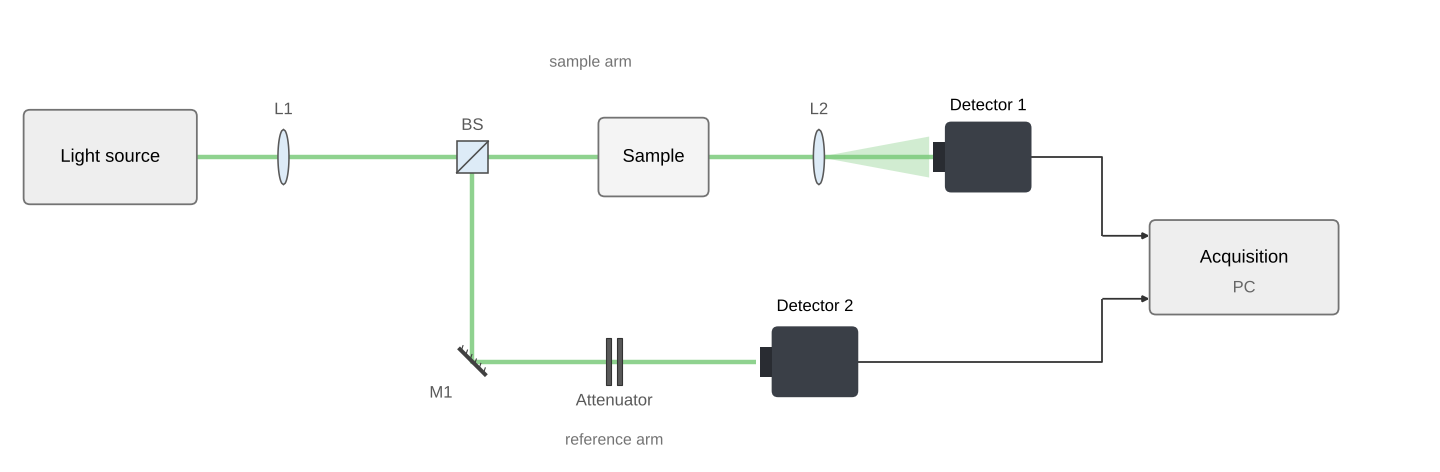 sample arm
L1
BS
L2
Detector 1
Light source
Sample
Acquisition
PC
Detector 2
M1
Attenuator
reference arm